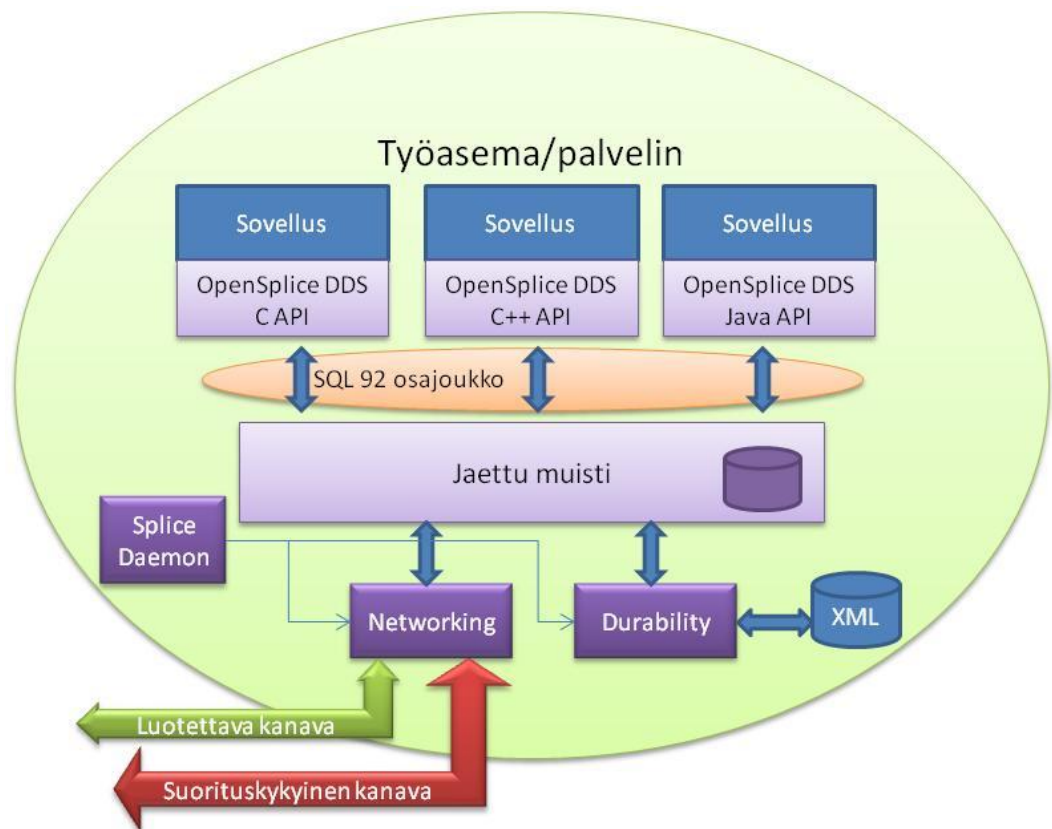 Työasema/palvelin
Sovellus
OpenSplice DDS
C API
Sovellus
OpenSplice DDS
C++ API
Sovellus
OpenSplice DDS
Java API
SQL 92 osajoukko
Jaettu muisti
Splice
Daemon
Networking
Durability
XML
Luotettava kanava
Suorituskykyinen kanava